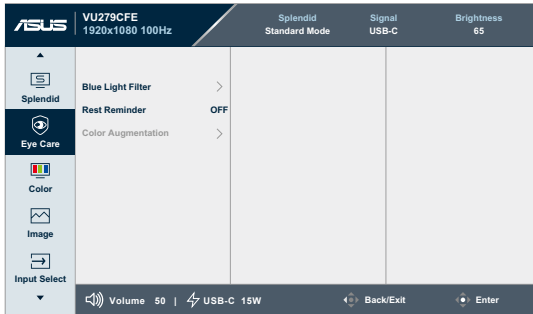 ASUS
VU279CFE
1920x1080 100Hz
Splendid
Standard Mode
Signal
USB-C
Brightness
65
Splendid
Eye Care
Color
Image
Input Select
Blue Light Filter
Rest Reminder OFF
Color Augmentation
Volume 50 | USB-C 15W
Back/Exit
Enter